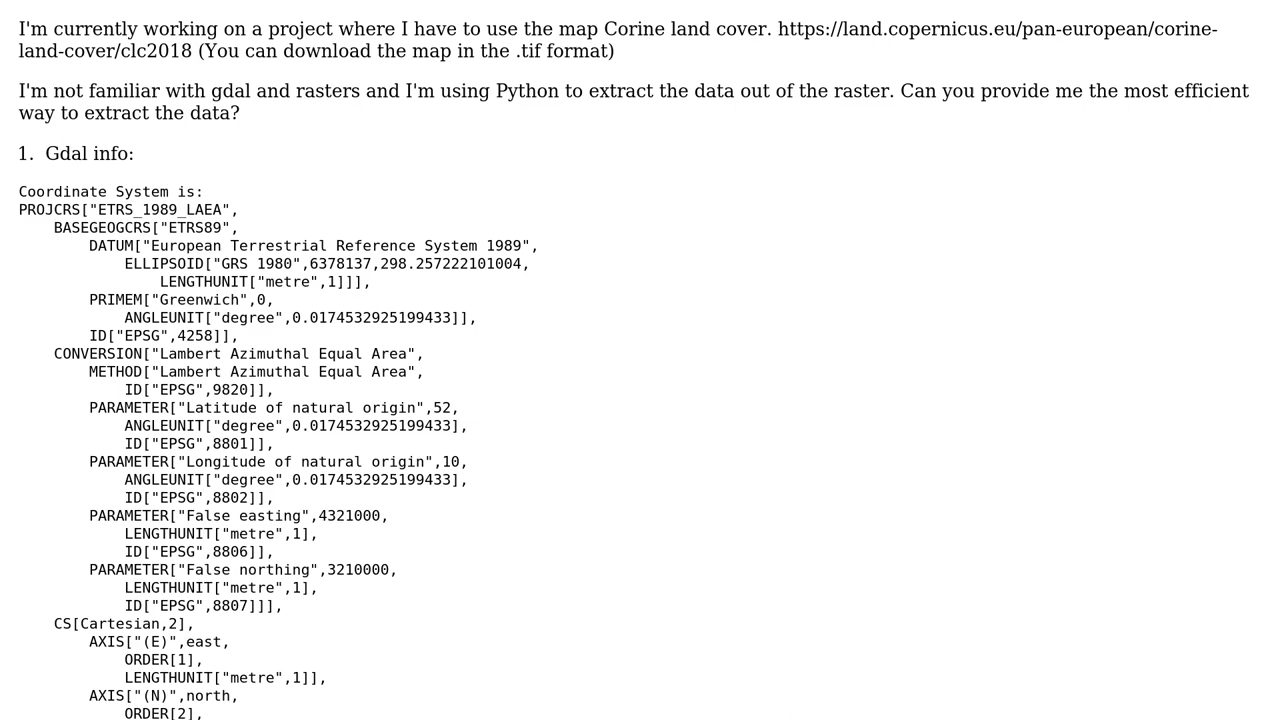 I'm currently working on a project where I have to use the map Corine land cover. https://land.copernicus.eu/pan-european/corine-
land-cover/clc2018 (You can download the map in the .tif format)
I'm not familiar with gdal and rasters and I'm using Python to extract the data out of the raster. Can you provide me the most efficient
way to extract the data?
1. Gdal info:
Coordinate System is:
PROJCRS["ETRS_1989_LAEA",
    BASEGEOGCRS["ETRS89",
        DATUM["European Terrestrial Reference System 1989",
            ELLIPSOID["GRS 1980",6378137,298.257222101004,
                LENGTHUNIT["metre",1]]],
        PRIMEM["Greenwich",0,
            ANGLEUNIT["degree",0.0174532925199433]],
        ID["EPSG",4258]],
    CONVERSION["Lambert Azimuthal Equal Area",
        METHOD["Lambert Azimuthal Equal Area",
            ID["EPSG",9820]],
        PARAMETER["Latitude of natural origin",52,
            ANGLEUNIT["degree",0.0174532925199433],
            ID["EPSG",8801]],
        PARAMETER["Longitude of natural origin",10,
            ANGLEUNIT["degree",0.0174532925199433],
            ID["EPSG",8802]],
        PARAMETER["False easting",4321000,
            LENGTHUNIT["metre",1],
            ID["EPSG",8806]],
        PARAMETER["False northing",3210000,
            LENGTHUNIT["metre",1],
            ID["EPSG",8807]]],
    CS[Cartesian,2],
        AXIS["(E)",east,
            ORDER[1],
            LENGTHUNIT["metre",1]],
        AXIS["(N)",north,
            ORDER[2],